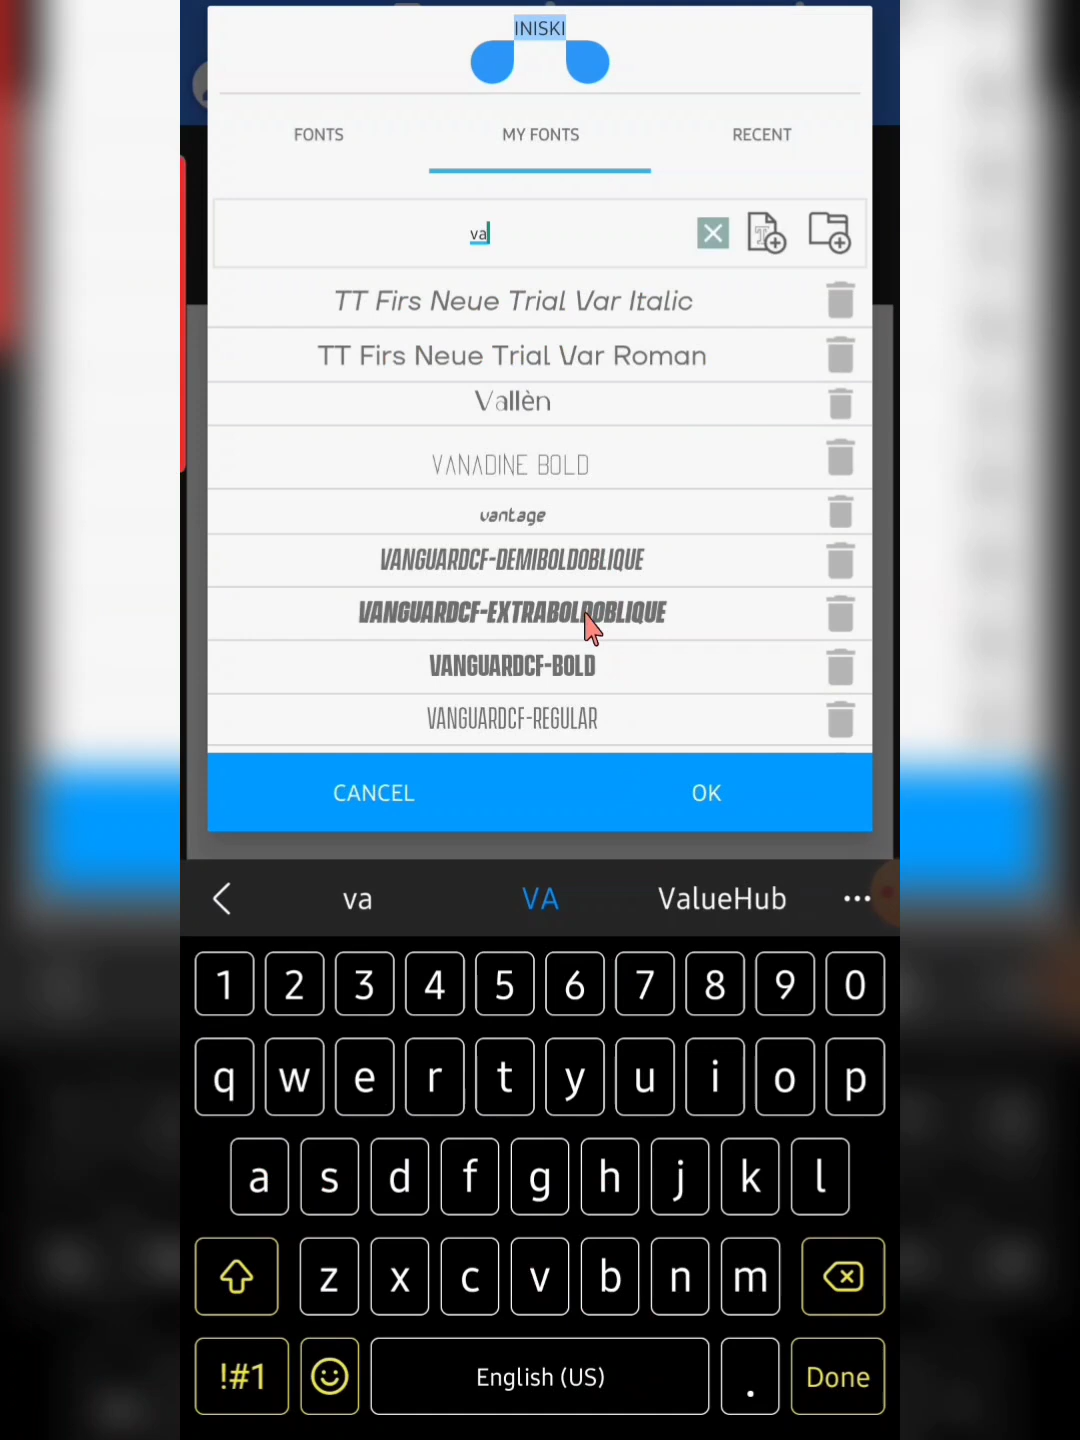 INISKI
FONTS MY FONTS RECENT
va
TT Firs Neue Trial Var Italic
TT Firs Neue Trial Var Roman
Vallèn
VANADINE BOLD
vantage
VANGUARDCF-DEMIBOLDOBLIQUE
VANGUARDCF-EXTRABOLDOBLIQUE
VANGUARDCF-BOLD
VANGUARDCF-REGULAR
CANCEL OK
va VA ValueHub ...
1 2 3 4 5 6 7 8 9 0
q w e r t y u i o p
a s d f g h j k l
z x c v b n m
!#1 English (US) . Done